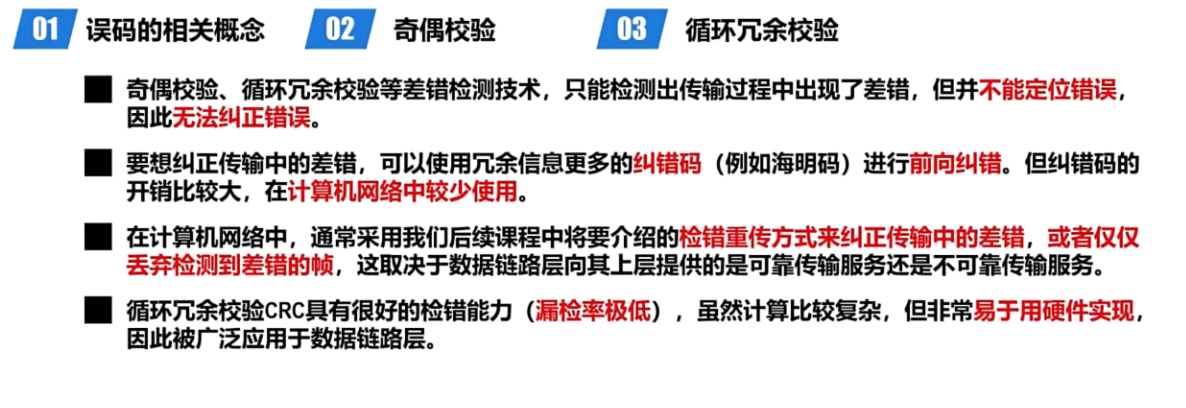 01 误码的相关概念 02 奇偶校验 03 循环冗余校验
奇偶校验、循环冗余校验等差错检测技术，只能检测出传输过程中出现了差错，但并不能定位错误，
因此无法纠正错误。
要想纠正传输中的差错，可以使用冗余信息更多的纠错码（例如海明码）进行前向纠错。但纠错码的
开销比较大，在计算机网络中较少使用。
在计算机网络中，通常采用我们后续课程中将要介绍的检错重传方式来纠正传输中的差错，或者仅仅
丢弃检测到差错的帧，这取决于数据链路层向其上层提供的是可靠传输服务还是不可靠传输服务。
循环冗余校验CRC具有很好的检错能力（漏检率极低），虽然计算比较复杂，但非常易于用硬件实现，
因此被广泛应用于数据链路层。